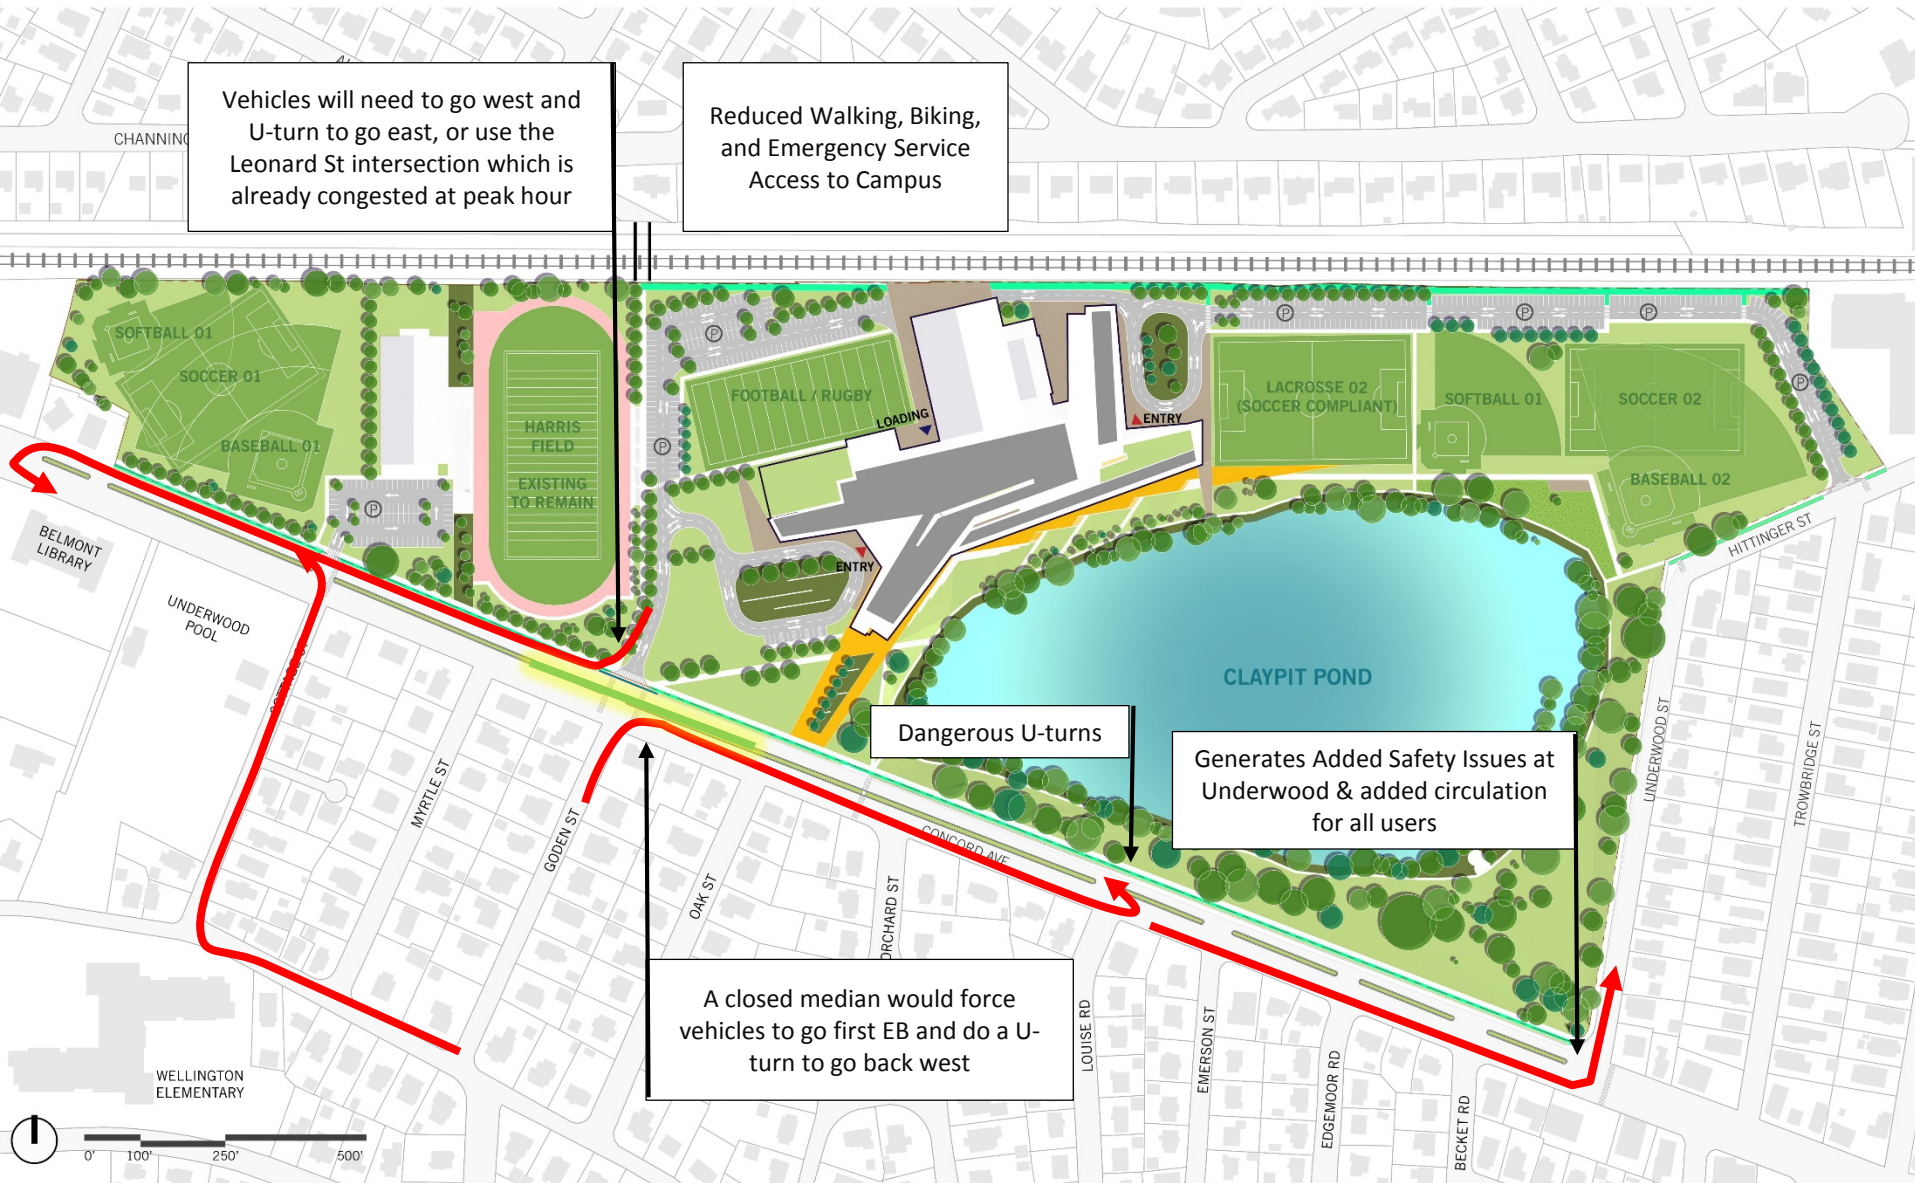 CHANNING
Vehicles will need to go west and
U-turn to go east, or use the
Leonard St intersection which is
already congested at peak hour
Reduced Walking, Biking,
and Emergency Service
Access to Campus
SOFTBALL 01
SOCCER 01
BASEBALL 01
P
HARRIS
FIELD
EXISTING
TO REMAIN
P
P
FOOTBALL / RUGBY
LOADING
ENTRY
ENTRY
P
P
P
P
LACROSSE 02
(SOCCER COMPLIANT)
SOFTBALL 01
SOCCER 02
BASEBALL 02
HITTINGER ST
BELMONT
LIBRARY
UNDERWOOD
POOL
COTTAGE ST
MYRTLE ST
GODEN ST
OAK ST
ORCHARD ST
CONCORD AVE
CLAYPIT POND
Dangerous U-turns
Generates Added Safety Issues at
Underwood & added circulation
for all users
UNDERWOOD ST
TROWBRIDGE ST
A closed median would force
vehicles to go first EB and do a U-
turn to go back west
LOUISE RD
EMERSON ST
EDGEMOOR RD
BECKET RD
WELLINGTON
ELEMENTARY
0' 100' 250' 500'